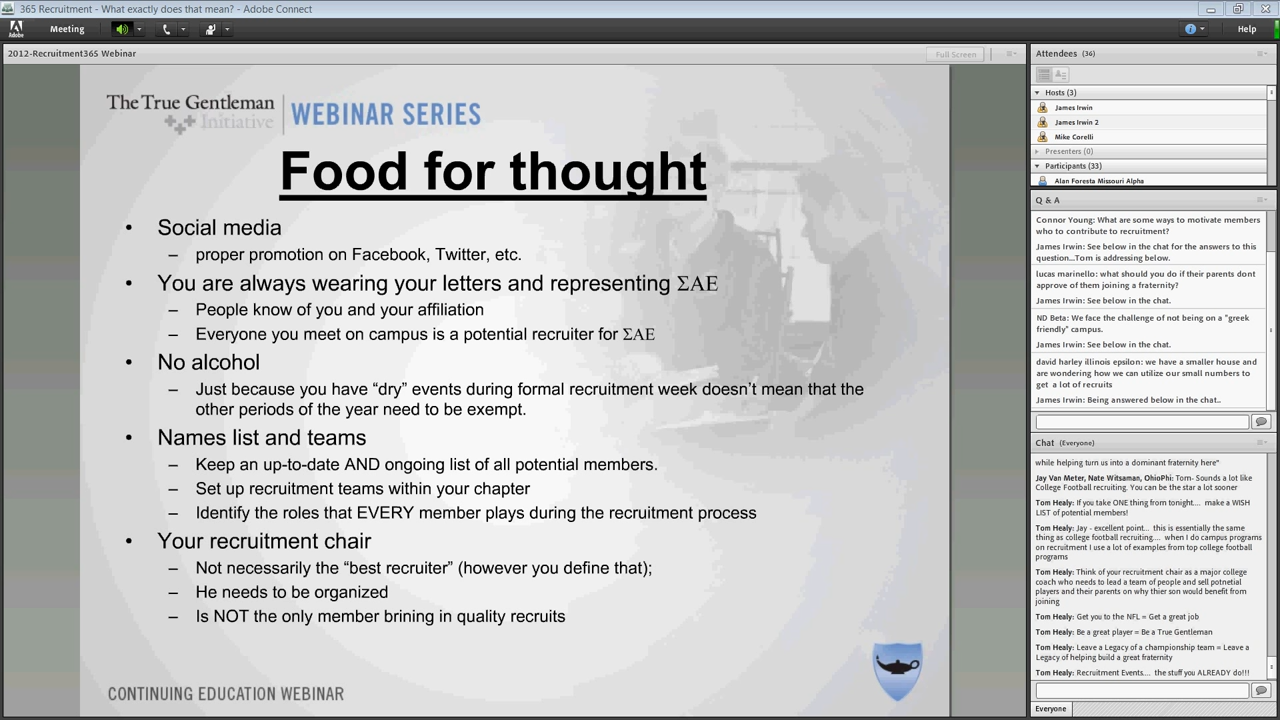 365 Recruitment - What exactly does that mean? - Adobe Connect
Adobe
Meeting
Help
2012-Recruitment365 Webinar
Full Screen
The True Gentleman
Initiative
WEBINAR SERIES
Food for thought
• Social media
– proper promotion on Facebook, Twitter, etc.
• You are always wearing your letters and representing ΣΑΕ
– People know of you and your affiliation
– Everyone you meet on campus is a potential recruiter for ΣΑΕ
• No alcohol
– Just because you have “dry” events during formal recruitment week doesn’t mean that the
other periods of the year need to be exempt.
• Names list and teams
– Keep an up-to-date AND ongoing list of all potential members.
– Set up recruitment teams within your chapter
– Identify the roles that EVERY member plays during the recruitment process
• Your recruitment chair
– Not necessarily the “best recruiter” (however you define that);
– He needs to be organized
– Is NOT the only member brining in quality recruits
CONTINUING EDUCATION WEBINAR
Attendees (36)
Hosts (3)
James Irwin
James Irwin 2
Mike Corelli
Presenters (0)
Participants (33)
Alan Foresta Missouri Alpha
Q & A
Connor Young: What are some ways to motivate members
who to contribute to recruitment?
James Irwin: See below in the chat for the answers to this
question...Tom is addressing below.
lucas marinello: what should you do if their parents dont
approve of them joining a fraternity?
James Irwin: See below in the chat.
ND Beta: We face the challenge of not being on a "greek
friendly" campus.
James Irwin: See below in the chat.
david harley illinois epsilon: we have a smaller house and
are wondering how we can utilize our small numbers to
get a lot of recruits
James Irwin: Being answered below in the chat..
Chat (Everyone)
while helping turn us into a dominant fraternity here"
Jay Van Meter, Nate Witsaman, OhioPhi: Tom- Sounds a lot like
College Football recruiting. You can be the star a lot sooner
Tom Healy: If you take ONE thing from tonight.... make a WISH
LIST of potential members!
Tom Healy: Jay - excellent point... this is essentially the same
thing as college football recruiting.... when I do campus programs
on recruitment I use a lot of examples from top college football
programs
Tom Healy: Think of your recruitment chair as a major college
coach who needs to lead a team of people and sell potnetial
players and their parents on why thier son would benefit from
joining
Tom Healy: Get you to the NFL = Get a great job
Tom Healy: Be a great player = Be a True Gentleman
Tom Healy: Leave a Legacy of a championship team = Leave a
Legacy of helping build a great fraternity
Tom Healy: Recruitment Events.... the stuff you ALREADY do!!!
Everyone